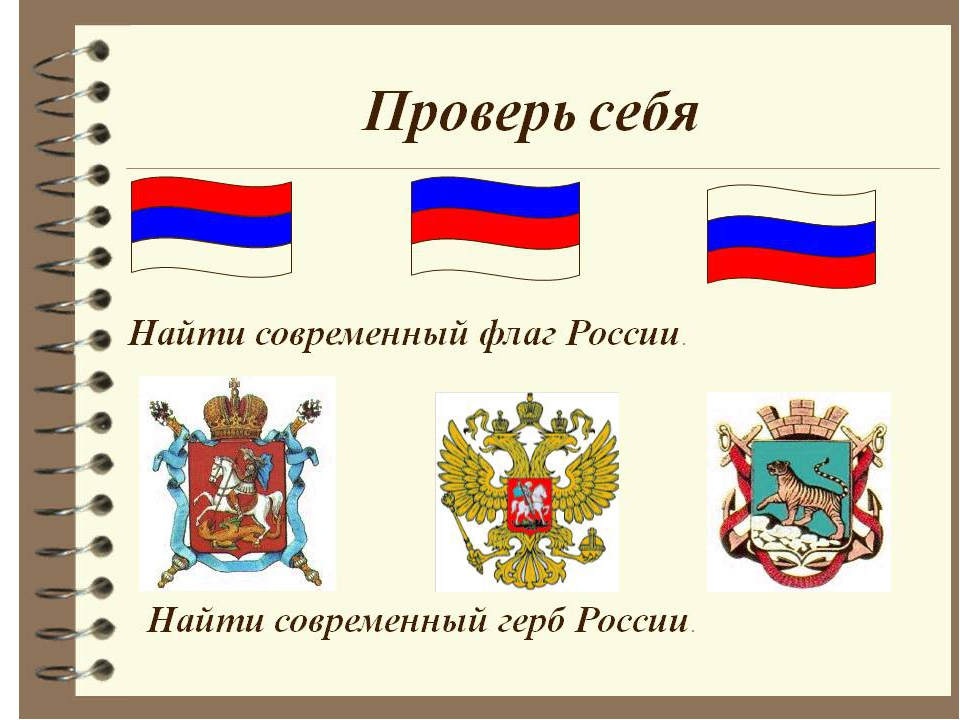 Проверь себя
Найти современный флаг России.
Найти современный герб России.